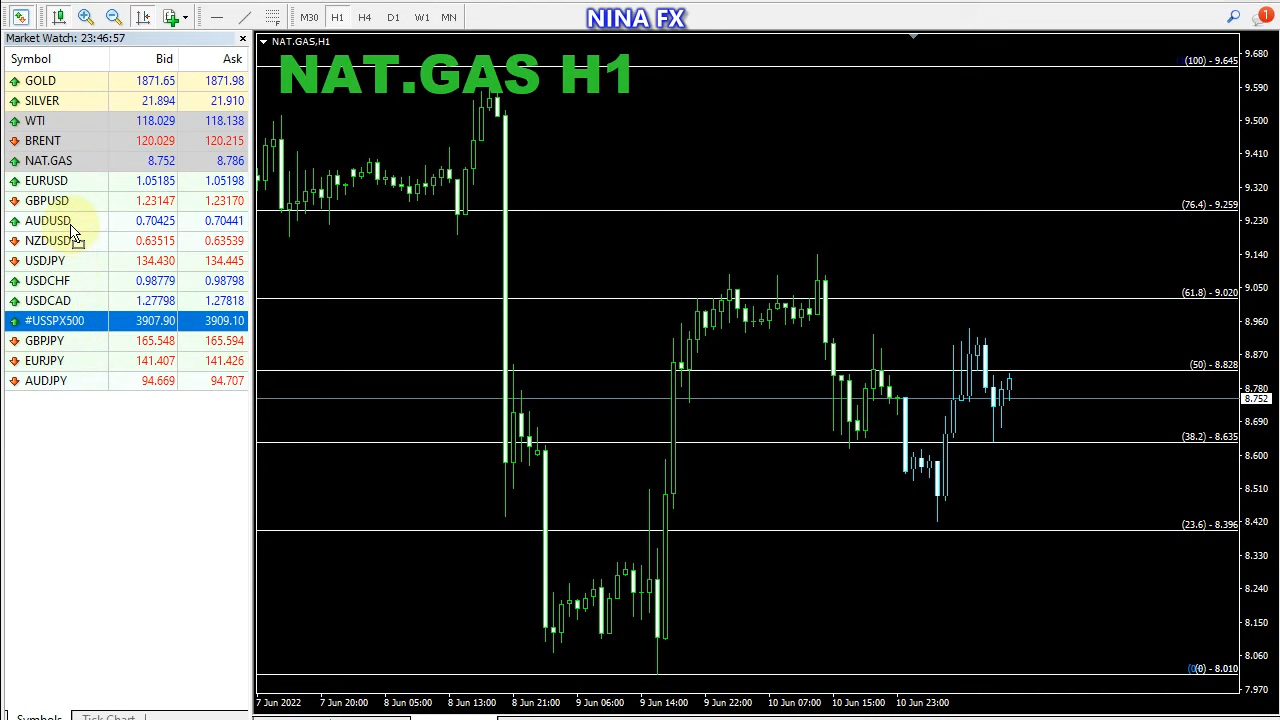 M30 H1 H4 D1 W1 MN
NINA FX
1
Market Watch: 23:46:57
Symbol Bid Ask
GOLD 1871.65 1871.98
SILVER 21.894 21.910
WTI 118.029 118.138
BRENT 120.029 120.215
NAT.GAS 8.752 8.786
EURUSD 1.05185 1.05198
GBPUSD 1.23147 1.23170
AUDUSD 0.70425 0.70441
NZDUSD 0.63515 0.63539
USDJPY 134.430 134.445
USDCHF 0.98779 0.98798
USDCAD 1.27798 1.27818
#USSPX500 3907.90 3909.10
GBPJPY 165.548 165.594
EURJPY 141.407 141.426
AUDJPY 94.669 94.707
Symbols Tick Chart
NAT.GAS,H1
NAT.GAS H1
(100) - 9.645
(76.4) - 9.259
(61.8) - 9.020
(50) - 8.828
(38.2) - 8.635
(23.6) - 8.396
(0) - 8.010
9.680
9.590
9.500
9.410
9.320
9.230
9.140
9.050
8.960
8.870
8.780
8.752
8.690
8.600
8.510
8.420
8.330
8.240
8.150
8.060
7.970
7 Jun 2022 7 Jun 20:00 8 Jun 05:00 8 Jun 13:00 8 Jun 21:00 9 Jun 06:00 9 Jun 14:00 9 Jun 22:00 10 Jun 07:00 10 Jun 15:00 10 Jun 23:00